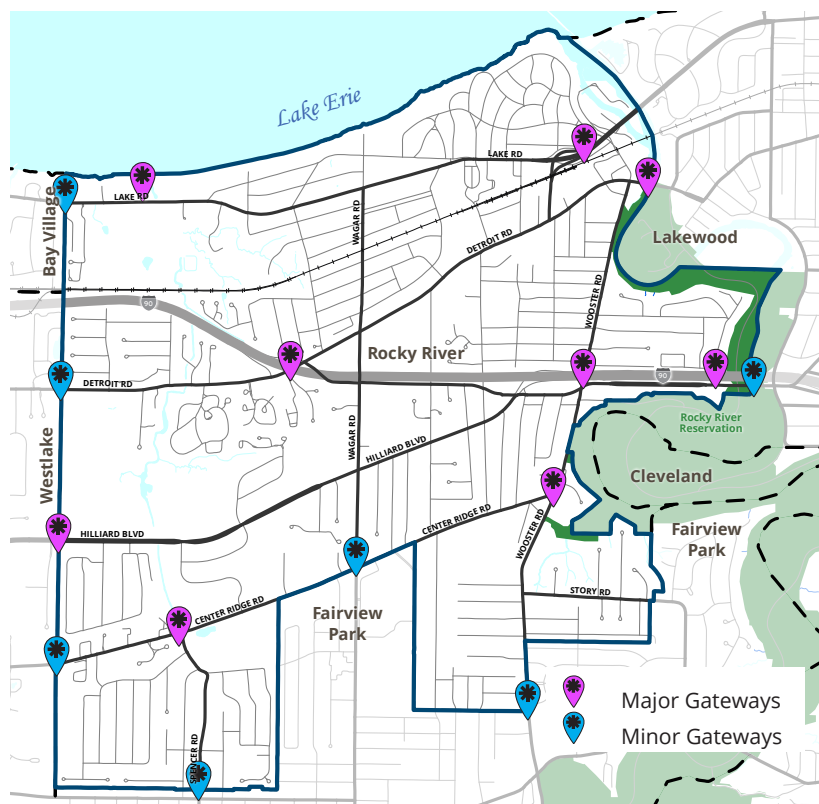 Lake Erie
LAKE RD
LAKE RD
Bay Village
WAGAR RD
DETROIT RD
Lakewood
WOOSTER RD
90
Rocky River
90
DETROIT RD
Rocky River
Reservation
WAGAR RD
HILLIARD BLVD
Westlake
Cleveland
CENTER RIDGE RD
WOOSTER RD
Fairview
Park
HILLIARD BLVD
STORY RD
CENTER RIDGE RD
Fairview
Park
SPENCER RD
Major Gateways
Minor Gateways